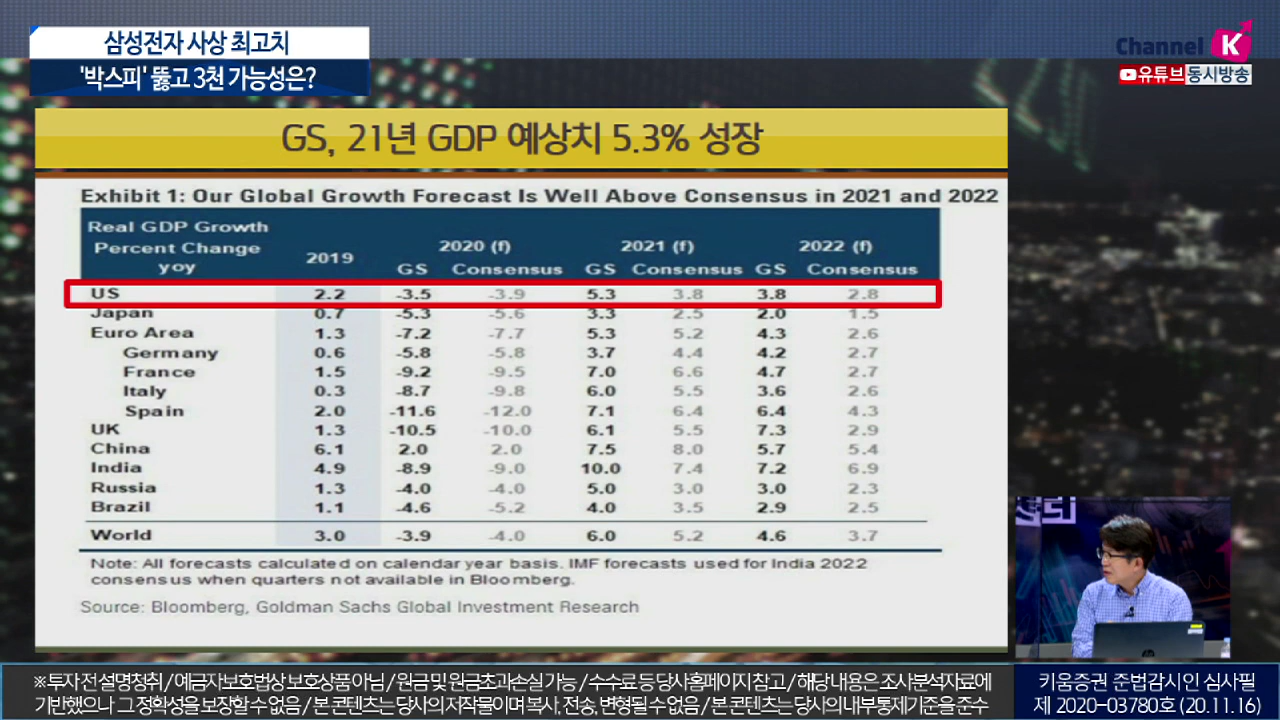 삼성전자 사상 최고치
'박스피' 뚫고 3천 가능성은?
Channel K
유튜브 동시방송
GS, 21년 GDP 예상치 5.3% 성장
Exhibit 1: Our Global Growth Forecast Is Well Above Consensus in 2021 and 2022
Real GDP Growth
Percent Change 2019 2020 (f) 2021 (f) 2022 (f)
yoy GS Consensus GS Consensus GS Consensus
US 2.2 -3.5 -3.9 5.3 3.8 3.8 2.8
Japan 0.7 -5.3 -5.6 3.3 2.5 2.0 1.5
Euro Area 1.3 -7.2 -7.7 5.3 5.2 4.3 2.6
Germany 0.6 -5.8 -5.8 3.7 4.4 4.2 2.7
France 1.5 -9.2 -9.5 7.0 6.6 4.7 2.7
Italy 0.3 -8.7 -9.8 6.0 5.5 3.6 2.6
Spain 2.0 -11.6 -12.0 7.1 6.4 6.4 4.3
UK 1.3 -10.5 -10.0 6.1 5.5 7.3 2.9
China 6.1 2.0 2.0 7.5 8.0 5.7 5.4
India 4.9 -8.9 -9.0 10.0 7.4 7.2 6.9
Russia 1.3 -4.0 -4.0 5.0 3.0 3.0 2.3
Brazil 1.1 -4.6 -5.2 4.0 3.5 2.9 2.5
World 3.0 -3.9 -4.0 6.0 5.2 4.6 3.7
Note: All forecasts calculated on calendar year basis. IMF forecasts used for India 2022
consensus when quarters not available in Bloomberg.
Source: Bloomberg, Goldman Sachs Global Investment Research
※ 투자 전 설명청취 / 예금자보호법상 보호상품 아님 / 원금 및 원금초과손실 가능 / 수수료 등 당사홈페이지 참고 / 해당 내용은 조사분석자료에
기반했으나 그 정확성을 보장할 수 없음 / 본 콘텐츠는 당사의 저작물이며 복사, 전송, 변형될 수 없음 / 본 콘텐츠는 당사의 내부통제기준을 준수
키움증권 준법감시인 심사필
제 2020-03780호 (20.11.16)